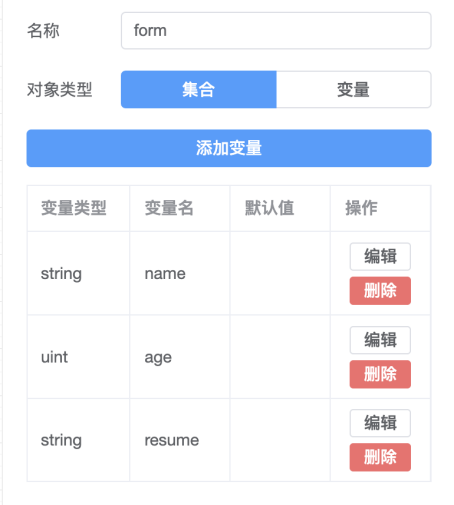 名称 form
对象类型 集合 变量
添加变量
变量类型 变量名 默认值 操作
string name 编辑
删除
uint age 编辑
删除
string resume 编辑
删除